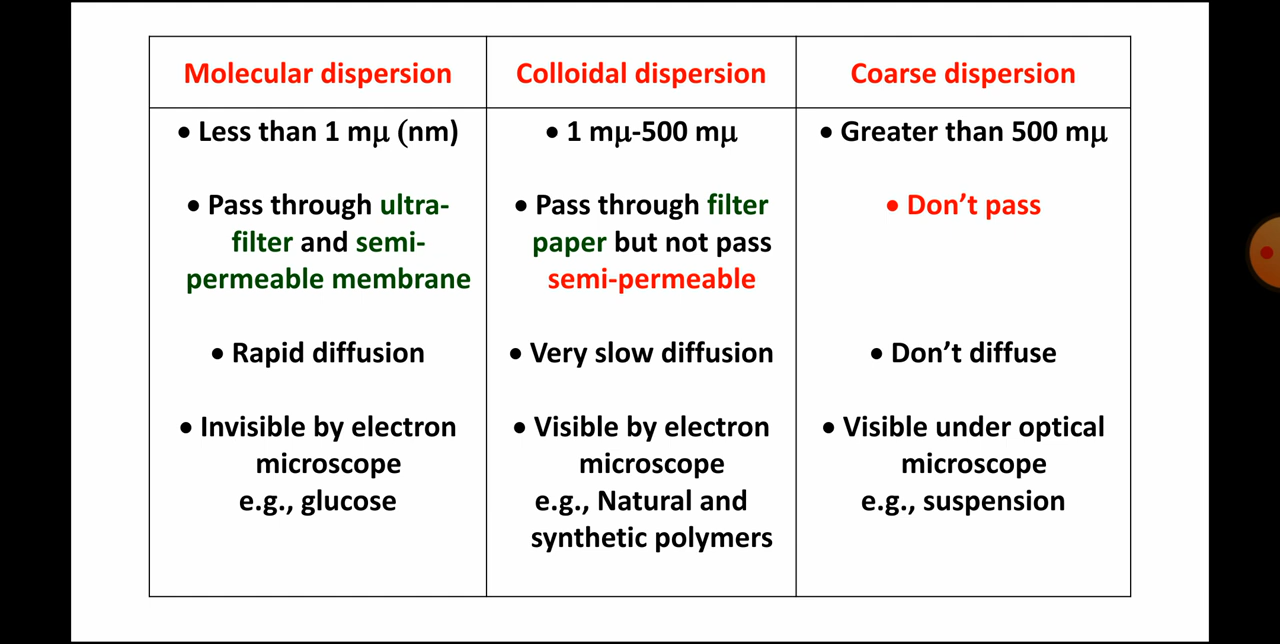 Molecular dispersion
• Less than 1 mμ (nm)
• Pass through ultra-
filter and semi-
permeable membrane
• Rapid diffusion
• Invisible by electron
microscope
e.g., glucose
Colloidal dispersion
• 1 mμ-500 mμ
• Pass through filter
paper but not pass
semi-permeable
• Very slow diffusion
• Visible by electron
microscope
e.g., Natural and
synthetic polymers
Coarse dispersion
• Greater than 500 mμ
• Don’t pass
• Don’t diffuse
• Visible under optical
microscope
e.g., suspension